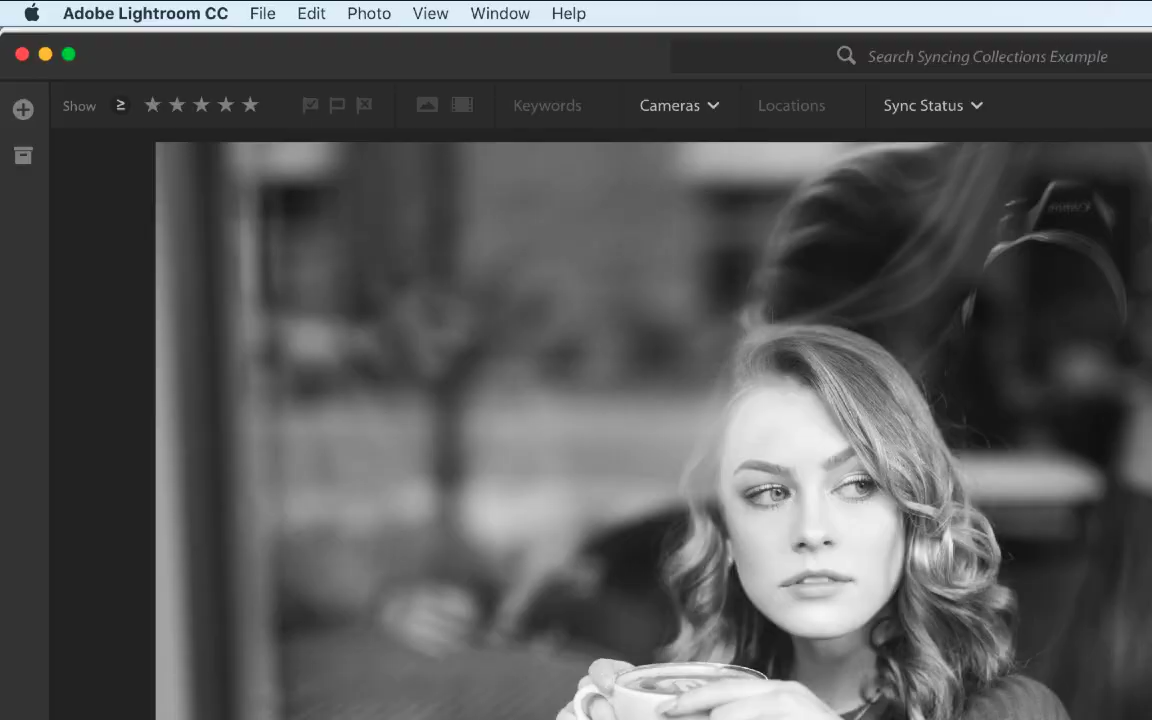 Adobe Lightroom CC File Edit Photo View Window Help
Search Syncing Collections Example
Show ≥ Keywords Cameras Locations Sync Status